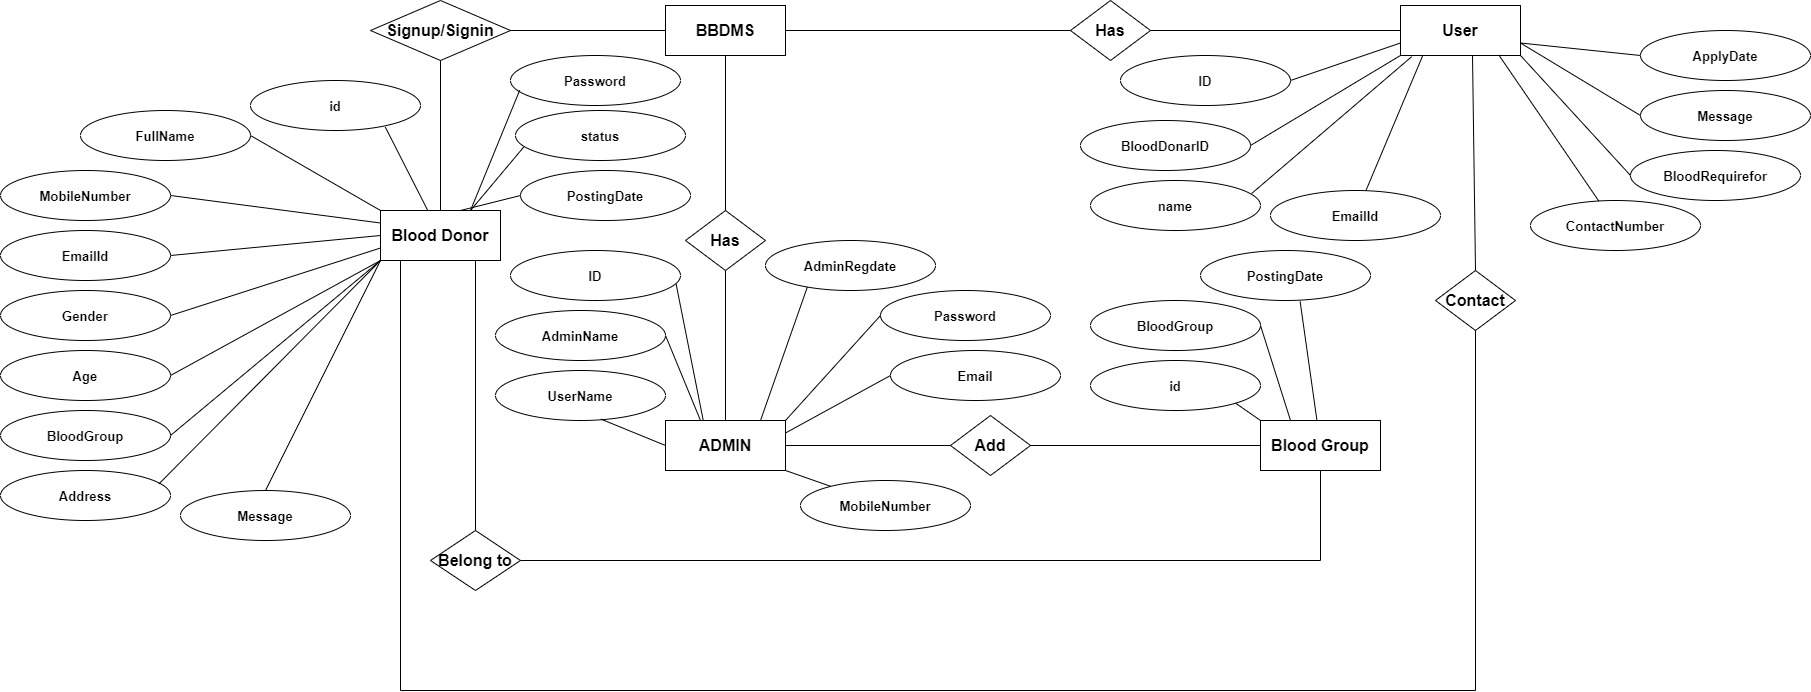 Signup/Signin
BBDMS
Has
User
ApplyDate
Password
ID
id
Message
FullName
status
BloodDonarID
BloodRequirefor
MobileNumber
PostingDate
name
EmailId
ContactNumber
Blood Donor
Has
EmailId
AdminRegdate
ID
PostingDate
Contact
Gender
Password
BloodGroup
AdminName
Age
Email
id
UserName
BloodGroup
ADMIN
Add
Blood Group
Address
Message
MobileNumber
Belong to